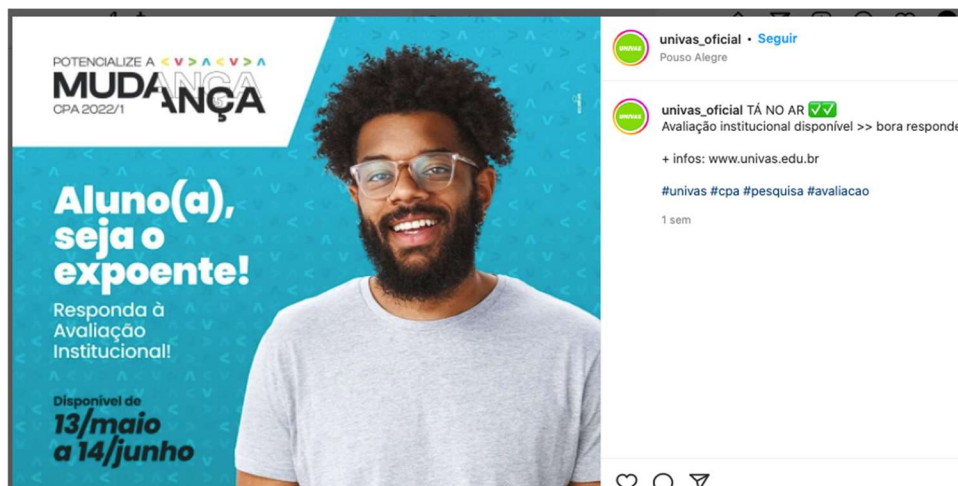 POTENCIALIZE A
MUDANÇA
CPA 2022/1
Aluno(a),
seja o
expoente!
Responda à
Avaliação
Institucional!
Disponível de
13/maio
a 14/junho
univas_oficial • Seguir
Pouso Alegre
univas_oficial TÁ NO AR ✅✅
Avaliação institucional disponível >> bora responde
+ infos: www.univas.edu.br
#univas #cpa #pesquisa #avaliacao
1 sem